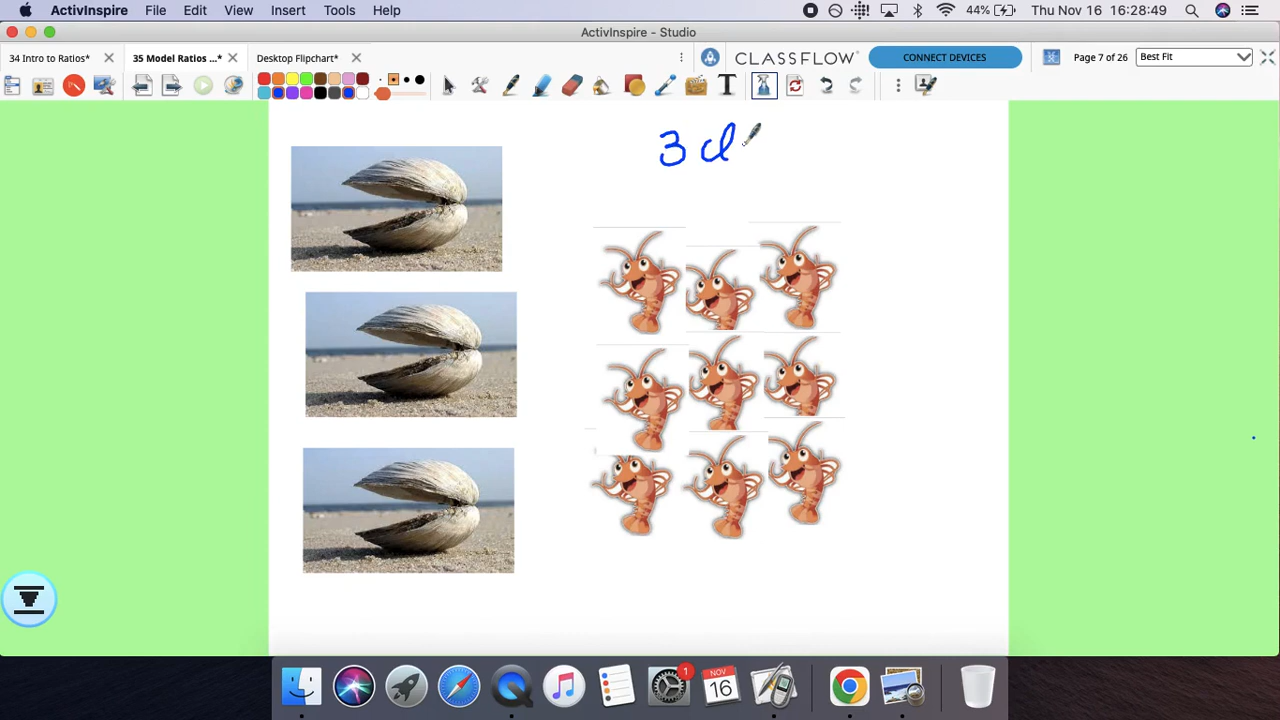 ActivInspire File Edit View Insert Tools Help 44% Thu Nov 16 16:28:49
ActivInspire - Studio
34 Intro to Ratios* 35 Model Ratios ...* Desktop Flipchart* CLASSFLOW CONNECT DEVICES Page 7 of 26 Best Fit
T
3 cl
1
NOV
16